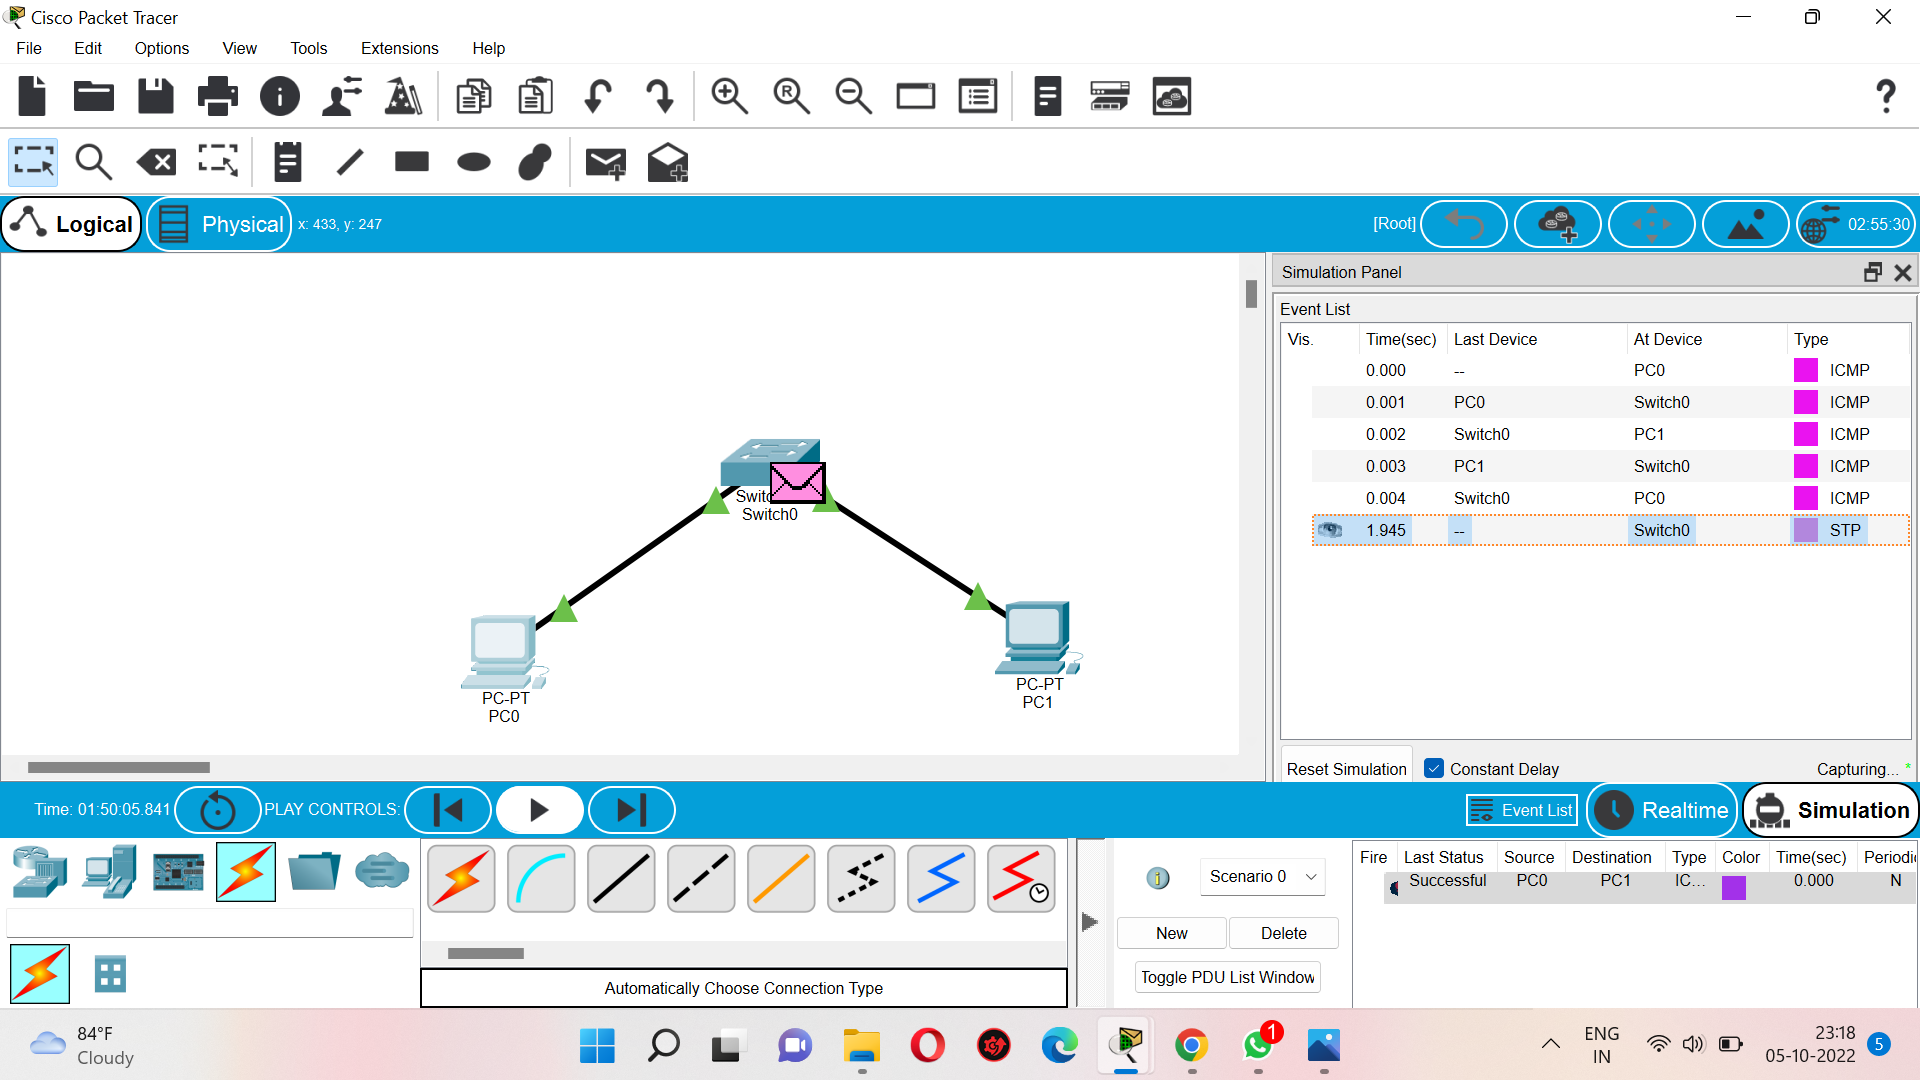 Cisco Packet Tracer
File Edit Options View Tools Extensions Help
Logical Physical x: 433, y: 247 [Root] 02:55:30
Simulation Panel
Event List
Vis. Time(sec) Last Device At Device Type
0.000 -- PC0 ICMP
0.001 PC0 Switch0 ICMP
0.002 Switch0 PC1 ICMP
0.003 PC1 Switch0 ICMP
0.004 Switch0 PC0 ICMP
1.945 -- Switch0 STP
Switc
Switch0
PC-PT
PC0
PC-PT
PC1
Reset Simulation Constant Delay Capturing... *
Time: 01:50:05.841 PLAY CONTROLS: Event List Realtime Simulation
Fire Last Status Source Destination Type Color Time(sec) Periodic
Successful PC0 PC1 IC... 0.000 N
Scenario 0
New Delete
Toggle PDU List Window
Automatically Choose Connection Type
84°F
Cloudy
1
ENG
IN
23:18
05-10-2022
5